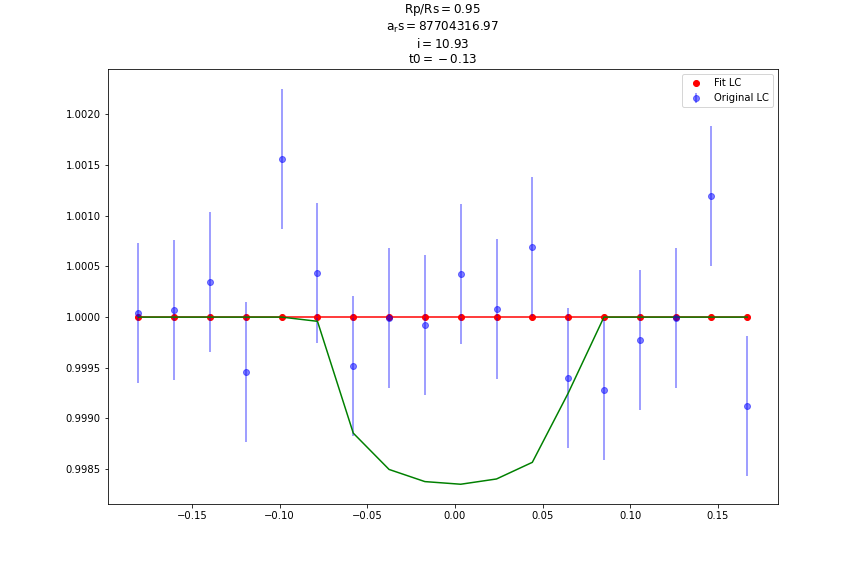 Rp/Rs = 0.95
aᵣs = 87704316.97
i = 10.93
t0 = −0.13
Fit LC
Original LC
1.0020
1.0015
1.0010
1.0005
1.0000
0.9995
0.9990
0.9985
−0.15 −0.10 −0.05 0.00 0.05 0.10 0.15